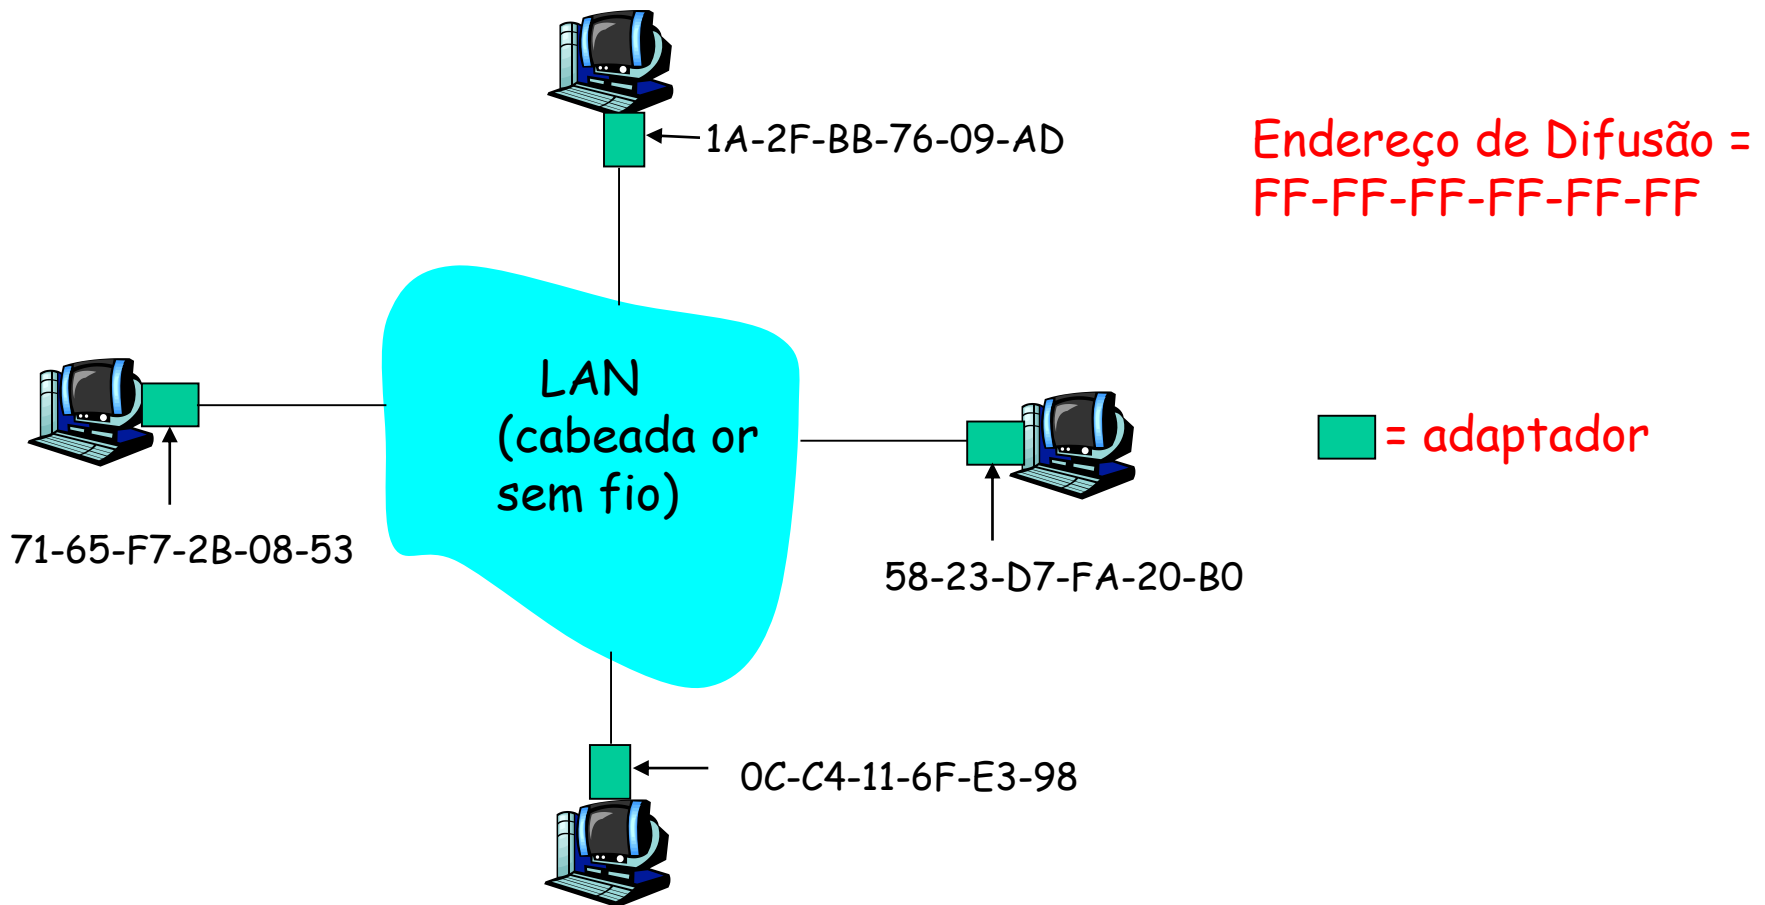 1A-2F-BB-76-09-AD
Endereço de Difusão =
FF-FF-FF-FF-FF-FF
LAN
(cabeada or
sem fio)
= adaptador
71-65-F7-2B-08-53
58-23-D7-FA-20-B0
0C-C4-11-6F-E3-98